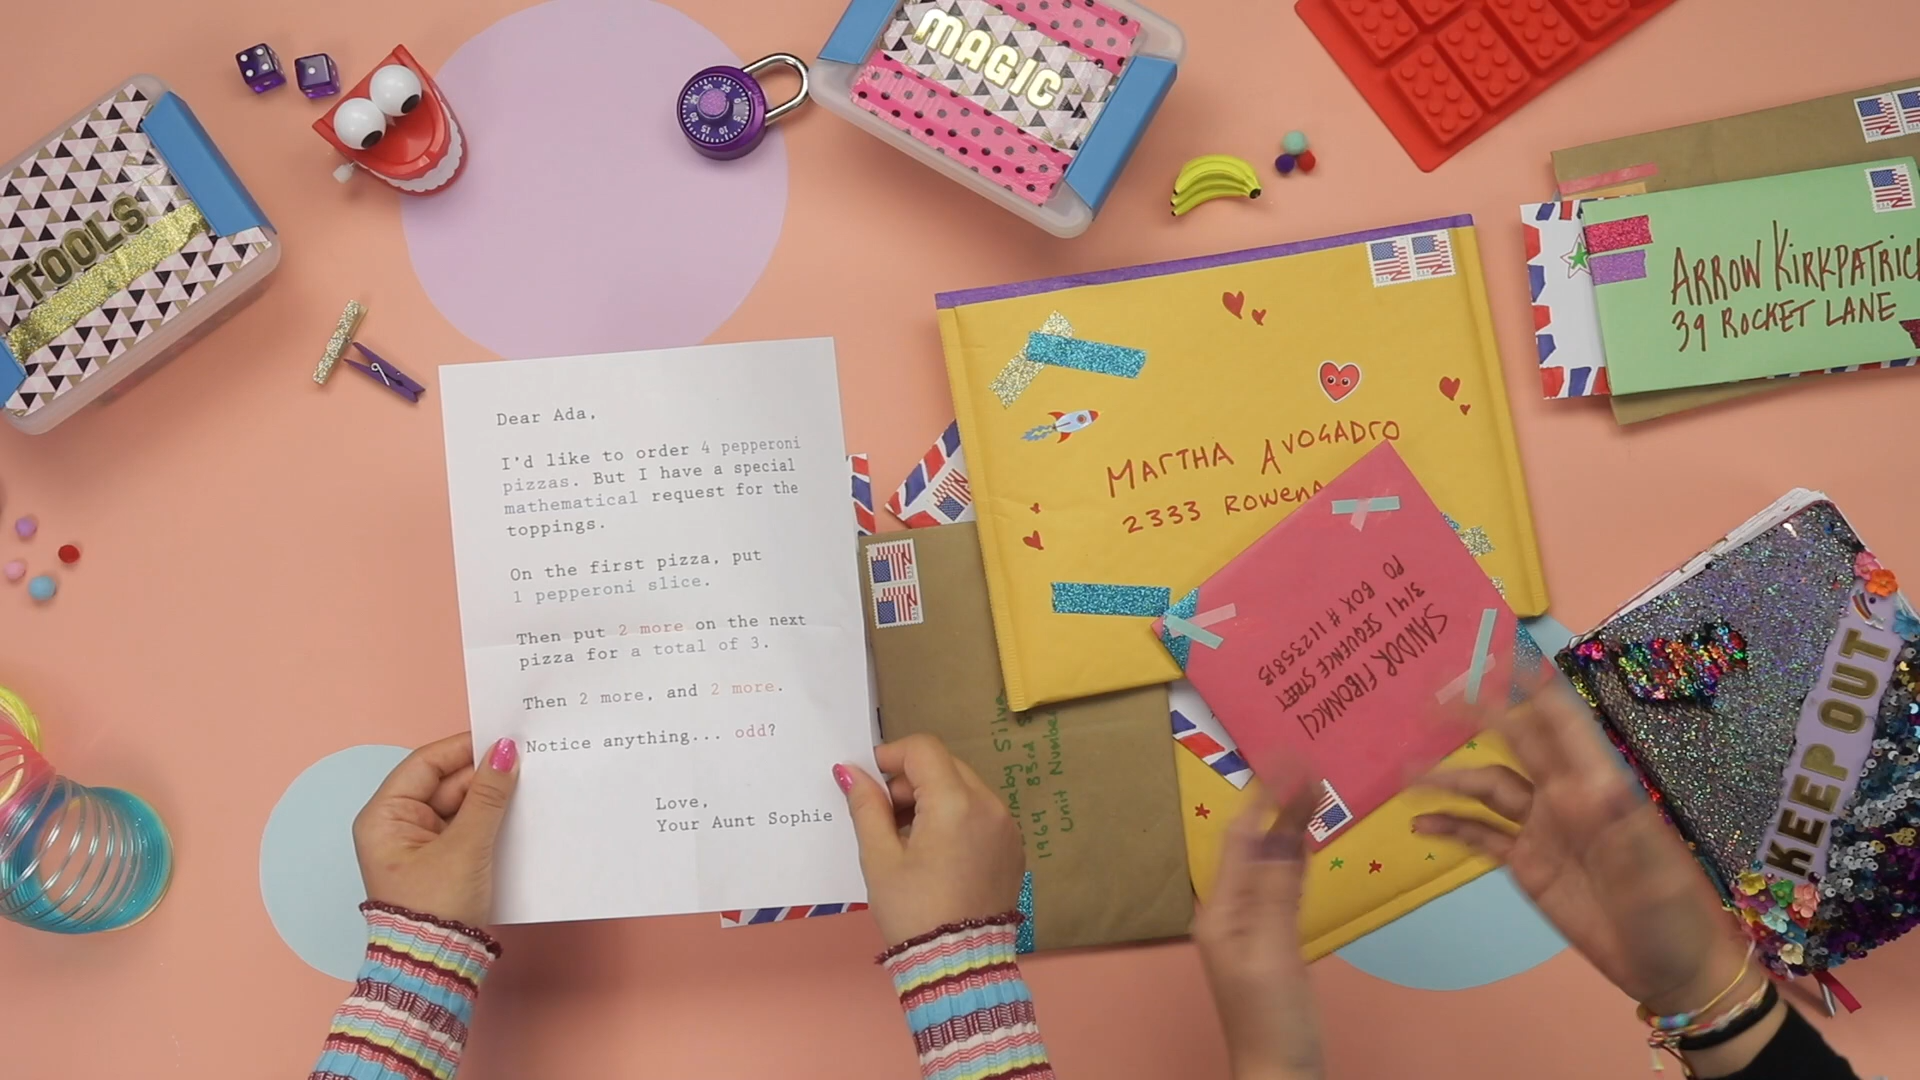 MAGIC
TOOLS
Dear Ada,
I'd like to order 4 pepperoni
pizzas. But I have a special
mathematical request for the
toppings.
On the first pizza, put
1 pepperoni slice.
Then put 2 more on the next
pizza for a total of 3.
Then 2 more, and 2 more.
Notice anything... odd?
Love,
Your Aunt Sophie
MARTHA AVOGADRO
2333 ROWENA
SANDOR FIBONACCI
3141 SEQUENCE STREET
PO BOX # 11235813
ARROW KIRKPATRIC
39 ROCKET LANE
1964 83rd
Unit Number
KEEP OUT